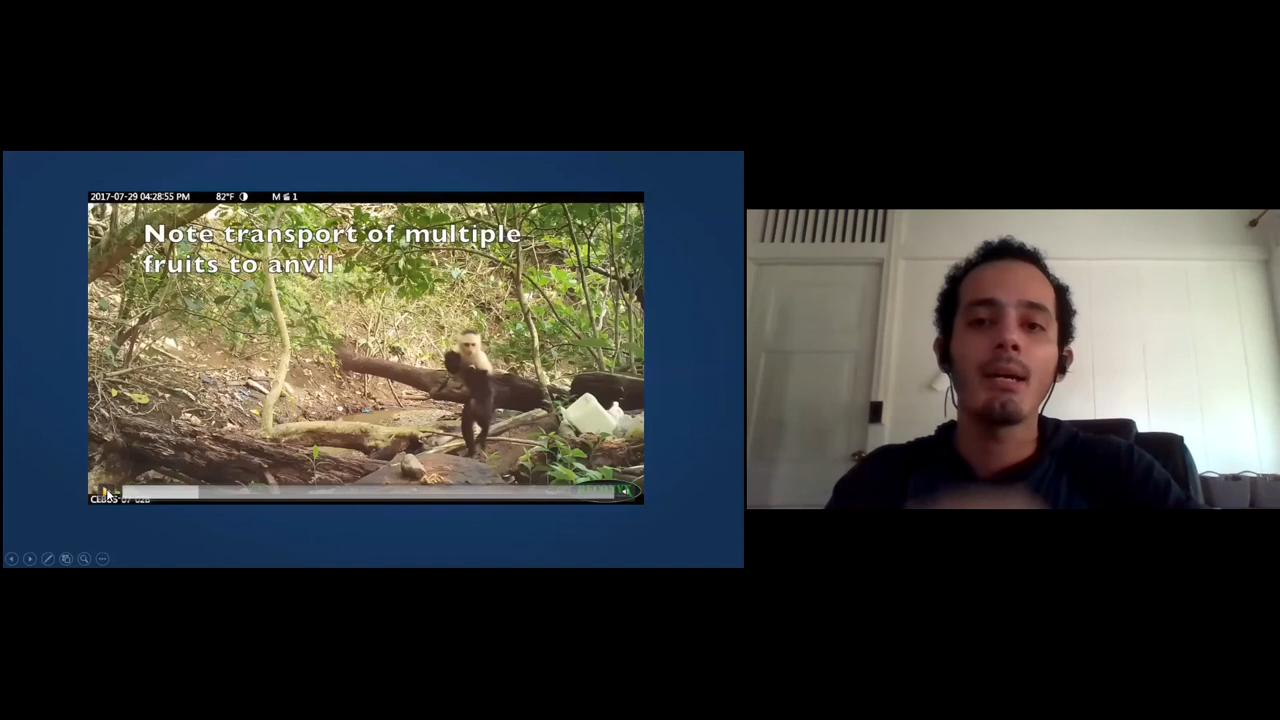 2017-07-29 04:28:55 PM 82°F M 1
Note transport of multiple
fruits to anvil